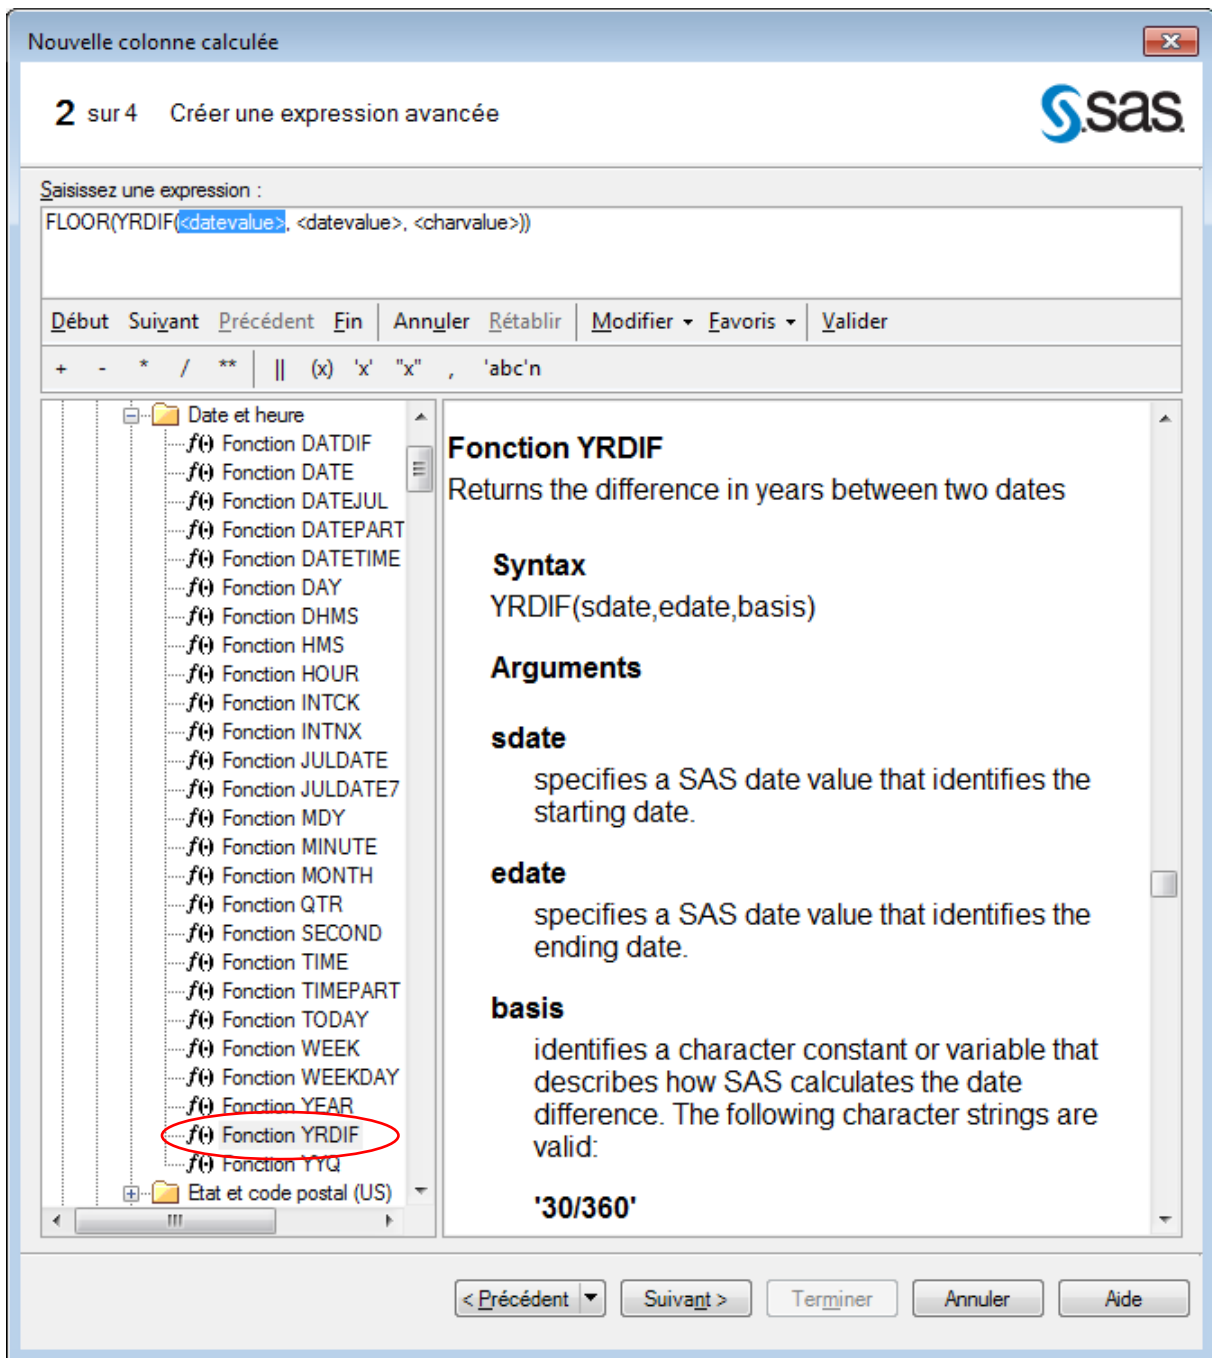 Nouvelle colonne calculée
2 sur 4 Créer une expression avancée
sas
Saisissez une expression :
FLOOR(YRDIF(<datevalue>, <datevalue>, <charvalue>))
Début Suivant Précédent Fin Annuler Rétablir Modifier Favoris Valider
+ - * / ** || (x) 'x' "x" , 'abc'n
Date et heure
f() Fonction DATDIF
f() Fonction DATE
f() Fonction DATEJUL
f() Fonction DATEPART
f() Fonction DATETIME
f() Fonction DAY
f() Fonction DHMS
f() Fonction HMS
f() Fonction HOUR
f() Fonction INTCK
f() Fonction INTNX
f() Fonction JULDATE
f() Fonction JULDATE7
f() Fonction MDY
f() Fonction MINUTE
f() Fonction MONTH
f() Fonction QTR
f() Fonction SECOND
f() Fonction TIME
f() Fonction TIMEPART
f() Fonction TODAY
f() Fonction WEEK
f() Fonction WEEKDAY
f() Fonction YEAR
f() Fonction YRDIF
f() Fonction YYQ
Etat et code postal (US)
Fonction YRDIF
Returns the difference in years between two dates
Syntax
YRDIF(sdate,edate,basis)
Arguments
sdate
specifies a SAS date value that identifies the
starting date.
edate
specifies a SAS date value that identifies the
ending date.
basis
identifies a character constant or variable that
describes how SAS calculates the date
difference. The following character strings are
valid:
'30/360'
< Précédent Suivant > Terminer Annuler Aide